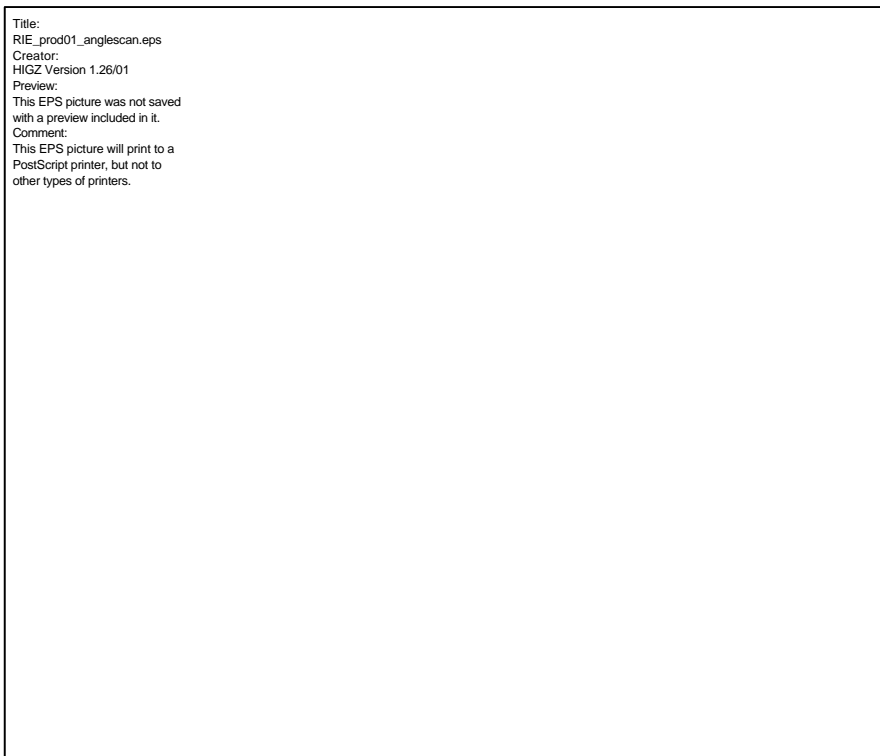 Title:
RIE_prod01_anglescan.eps
Creator:
HIGZ Version 1.26/01
Preview:
This EPS picture was not saved
with a preview included in it.
Comment:
This EPS picture will print to a
PostScript printer, but not to
other types of printers.